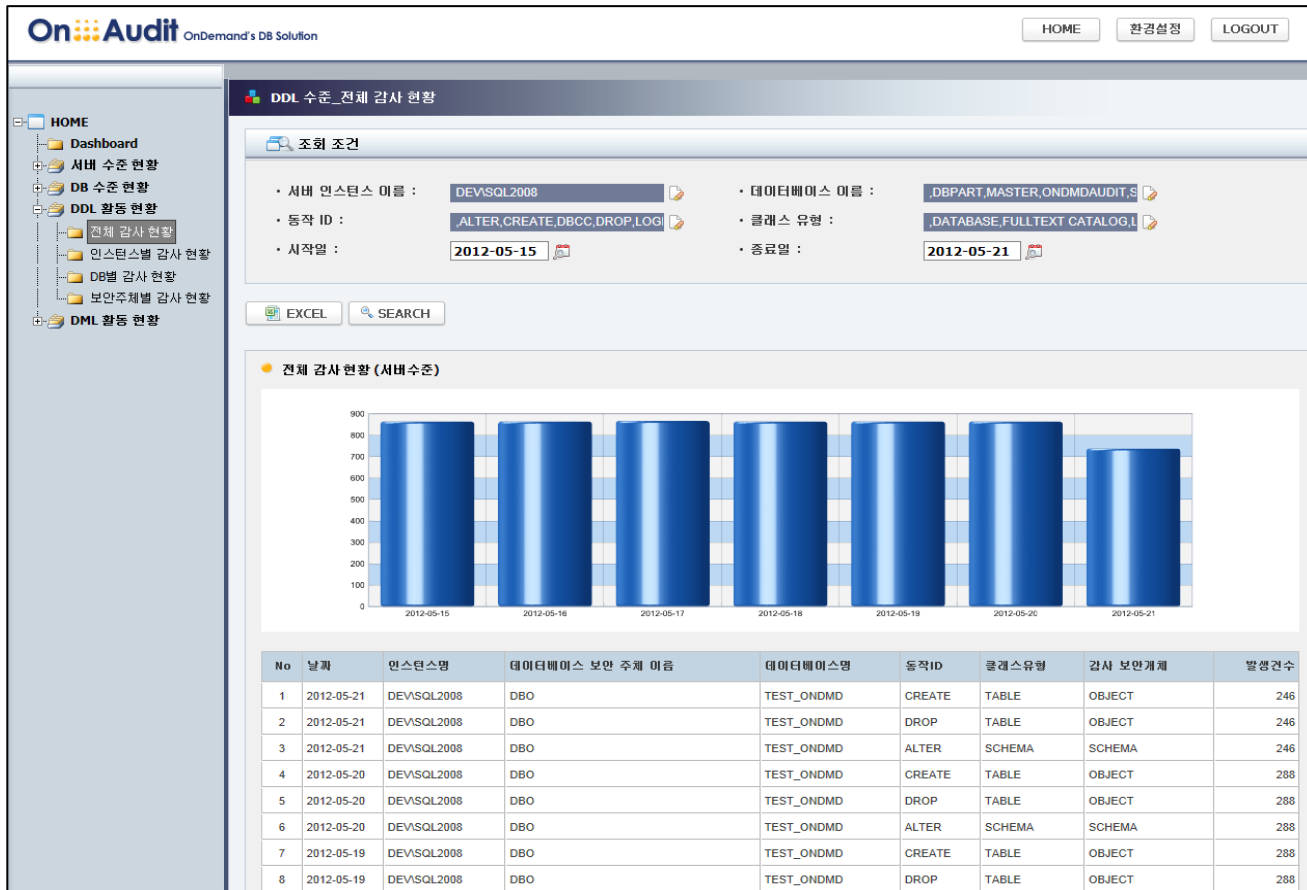 On Audit OnDemand's DB Solution
HOME 환경설정 LOGOUT
HOME
Dashboard
서버 수준 현황
DB 수준 현황
DDL 활동 현황
전체 감사 현황
인스턴스별 감사 현황
DB별 감사 현황
보안주체별 감사 현황
DML 활동 현황
DDL 수준_전체 감사 현황
조회 조건
· 서버 인스턴스 이름 : DEV\SQL2008 · 데이터베이스 이름 : ,DBPART,MASTER,ONDMDAUDIT,S
· 동작 ID : ,ALTER,CREATE,DBCC,DROP,LOGI · 클래스 유형 : ,DATABASE,FULLTEXT CATALOG,L
· 시작일 : 2012-05-15 · 종료일 : 2012-05-21
EXCEL SEARCH
전체 감사현황 (서버수준)
900
800
700
600
500
400
300
200
100
0
2012-05-15 2012-05-16 2012-05-17 2012-05-18 2012-05-19 2012-05-20 2012-05-21
No 날짜 인스턴스명 데이터베이스 보안 주체 이음 데이터베이스명 동작ID 클래스유형 감사 보안개체 발생건수
1 2012-05-21 DEV\SQL2008 DBO TEST_ONDMD CREATE TABLE OBJECT 246
2 2012-05-21 DEV\SQL2008 DBO TEST_ONDMD DROP TABLE OBJECT 246
3 2012-05-21 DEV\SQL2008 DBO TEST_ONDMD ALTER SCHEMA SCHEMA 246
4 2012-05-20 DEV\SQL2008 DBO TEST_ONDMD CREATE TABLE OBJECT 288
5 2012-05-20 DEV\SQL2008 DBO TEST_ONDMD DROP TABLE OBJECT 288
6 2012-05-20 DEV\SQL2008 DBO TEST_ONDMD ALTER SCHEMA SCHEMA 288
7 2012-05-19 DEV\SQL2008 DBO TEST_ONDMD CREATE TABLE OBJECT 288
8 2012-05-19 DEV\SQL2008 DBO TEST_ONDMD DROP TABLE OBJECT 288